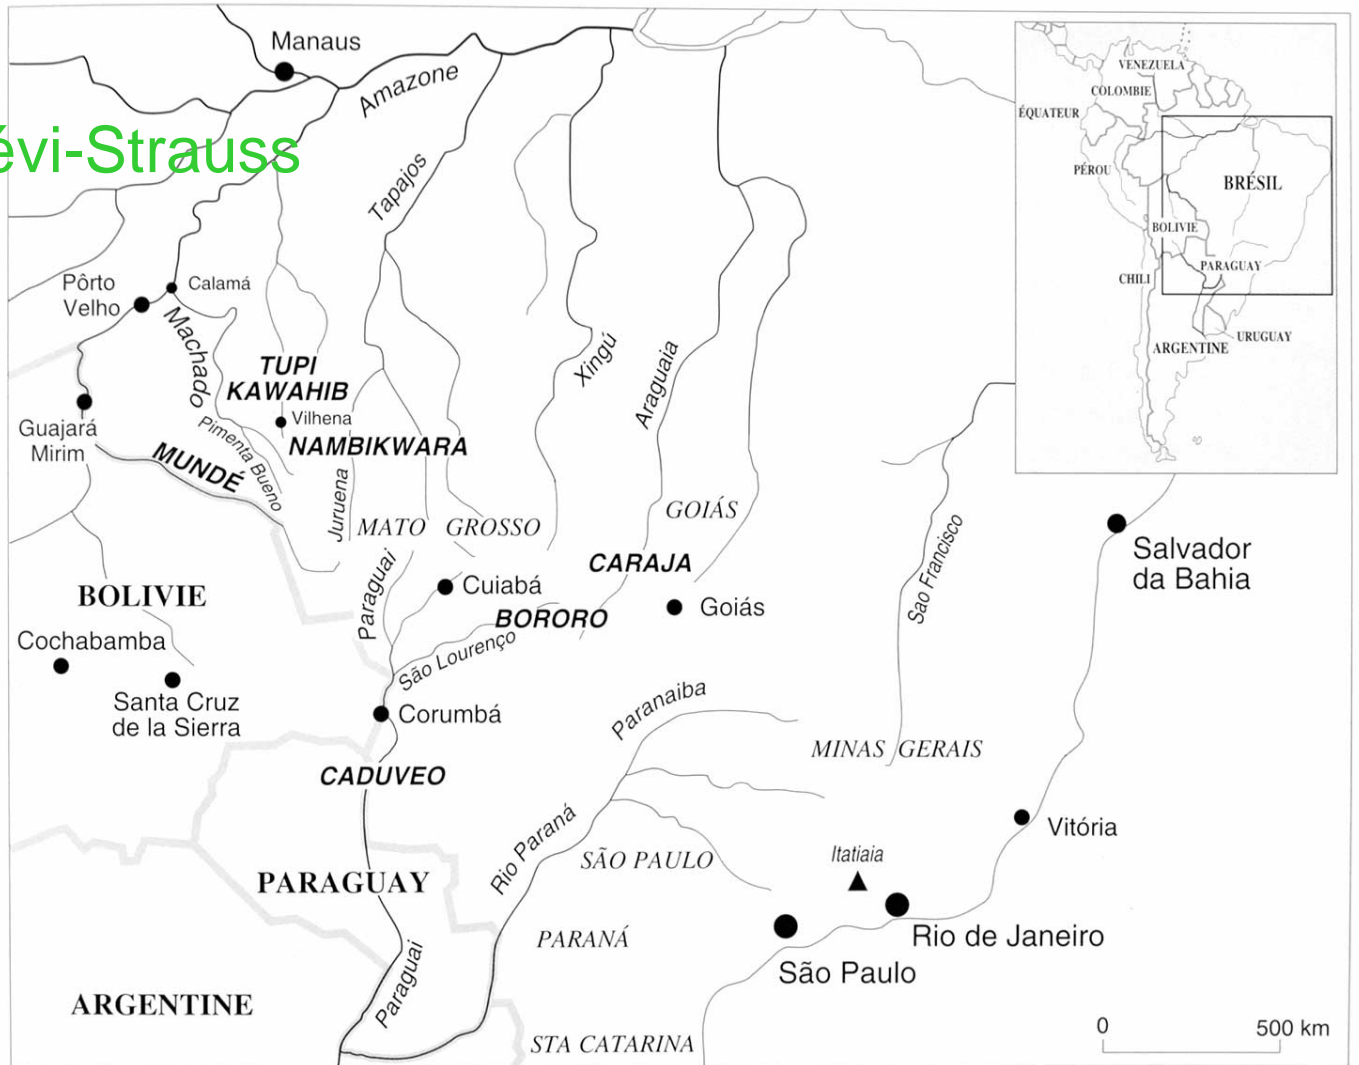 Manaus
Amazone
évi-Strauss
Tapajos
Pôrto
Velho
Calamá
Machado
TUPI
KAWAHIB
Vilhena
NAMBIKWARA
Guajará
Mirim
MUNDÉ
Pimenta Bueno
Juruena
Xingú
Araguaia
MATO GROSSO
GOIÁS
Sao Francisco
Salvador
da Bahia
CARAJA
Paraguai
Cuiabá
BORORO
Goiás
BOLIVIE
Cochabamba
São Lourenço
Santa Cruz
de la Sierra
Corumbá
Paranaiba
MINAS GERAIS
CADUVEO
Vitória
Rio Paraná
SÃO PAULO
Itatiaia
PARAGUAY
PARANÁ
Rio de Janeiro
São Paulo
Paraguai
ARGENTINE
STA CATARINA
0 500 km
VENEZUELA
COLOMBIE
ÉQUATEUR
PÉROU
BRÉSIL
BOLIVIE
PARAGUAY
CHILI
URUGUAY
ARGENTINE